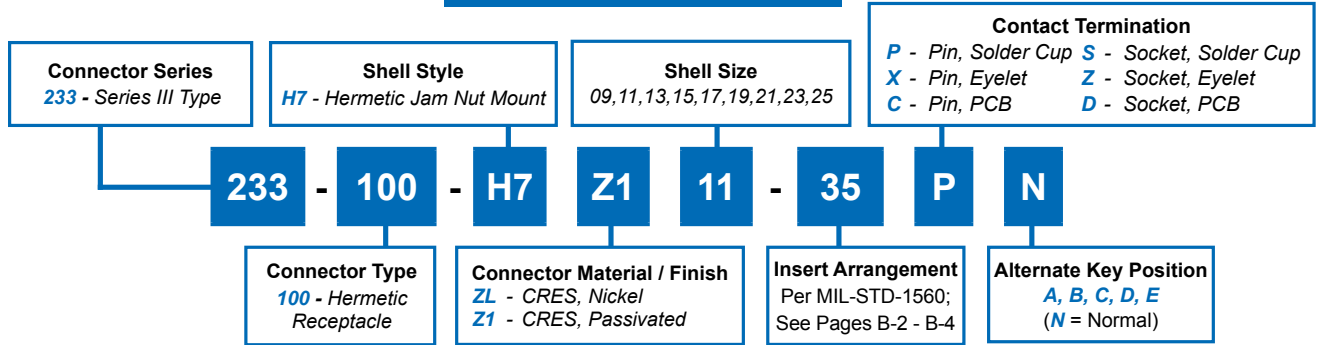 Connector Series
233 - Series III Type
Shell Style
H7 - Hermetic Jam Nut Mount
Shell Size
09,11,13,15,17,19,21,23,25
Contact Termination
P - Pin, Solder Cup S - Socket, Solder Cup
X - Pin, Eyelet Z - Socket, Eyelet
C - Pin, PCB D - Socket, PCB
233 - 100 - H7 Z1 11 - 35 P N
Connector Type
100 - Hermetic
Receptacle
Connector Material / Finish
ZL - CRES, Nickel
Z1 - CRES, Passivated
Insert Arrangement
Per MIL-STD-1560;
See Pages B-2 - B-4
Alternate Key Position
A, B, C, D, E
(N = Normal)